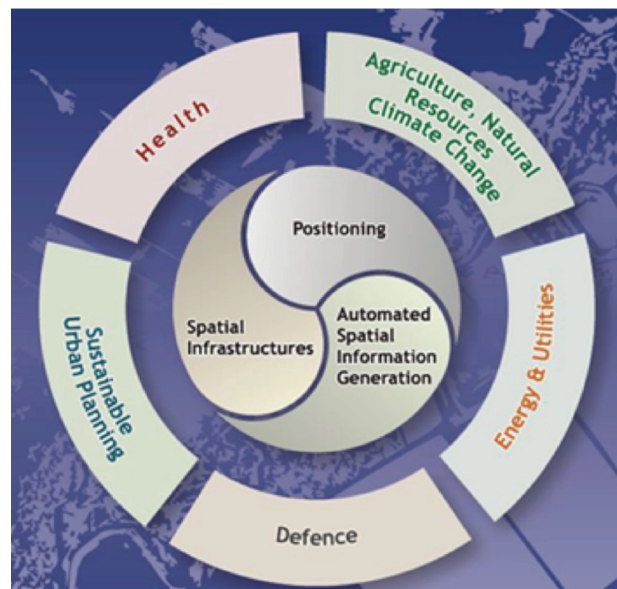 Health
Agriculture, Natural
Resources
Climate Change
Positioning
Spatial
Infrastructures
Automated
Spatial
Information
Generation
Sustainable
Urban Planning
Energy & Utilities
Defence